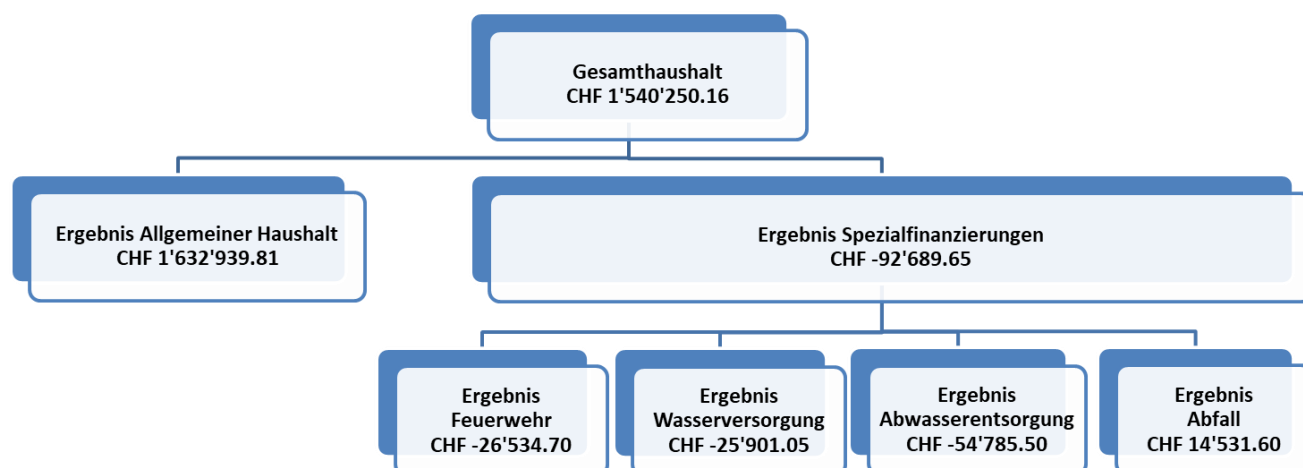 Gesamthaushalt
CHF 1'540'250.16
Ergebnis Allgemeiner Haushalt
CHF 1'632'939.81
Ergebnis Spezialfinanzierungen
CHF -92'689.65
Ergebnis
Feuerwehr
CHF -26'534.70
Ergebnis
Wasserversorgung
CHF -25'901.05
Ergebnis
Abwasserentsorgung
CHF -54'785.50
Ergebnis
Abfall
CHF 14'531.60